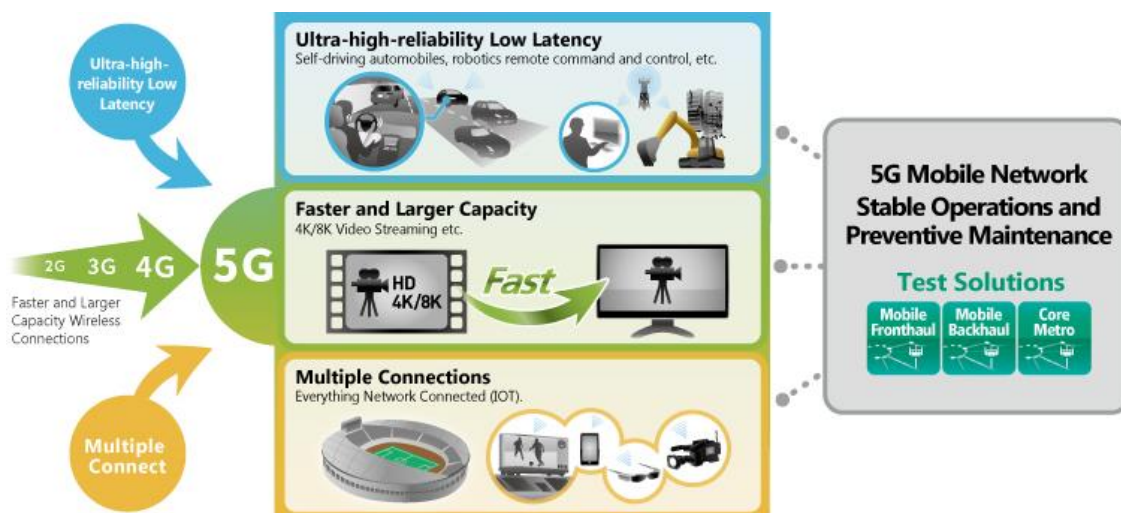 Ultra-high-
reliability Low
Latency
2G 3G 4G 5G
Faster and Larger
Capacity Wireless
Connections
Multiple
Connect
Ultra-high-reliability Low Latency
Self-driving automobiles, robotics remote command and control, etc.
Faster and Larger Capacity
4K/8K Video Streaming etc.
HD
4K/8K
Fast
Multiple Connections
Everything Network Connected (IOT).
5G Mobile Network
Stable Operations and
Preventive Maintenance
Test Solutions
Mobile
Fronthaul
Mobile
Backhaul
Core
Metro